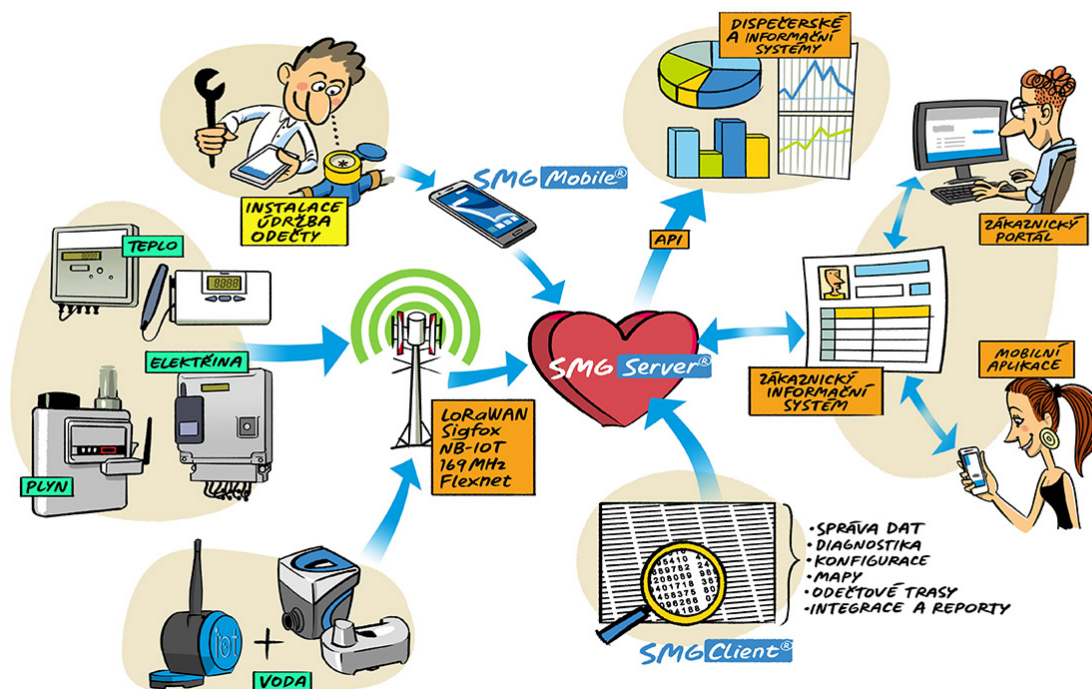 DISPEČERSKÉ
A INFORMAČNÍ
SYSTÉMY
SMG Mobile®
INSTALACE
ÚDRŽBA
ODEČTY
ZÁKAZNICKÝ
PORTÁL
TEPLO
API
ELEKTŘINA
SMG Server®
MOBILNÍ
APLIKACE
ZÁKAZNICKÝ
INFORMAČNÍ
SYSTÉM
LoRaWAN
Sigfox
NB-IOT
169 MHz
Flexnet
PLYN
• SPRÁVA DAT
• DIAGNOSTIKA
• KONFIGURACE
• MAPY
• ODEČTOVÉ TRASY
• INTEGRACE A REPORTY
iot
+
VODA
SMG Client®